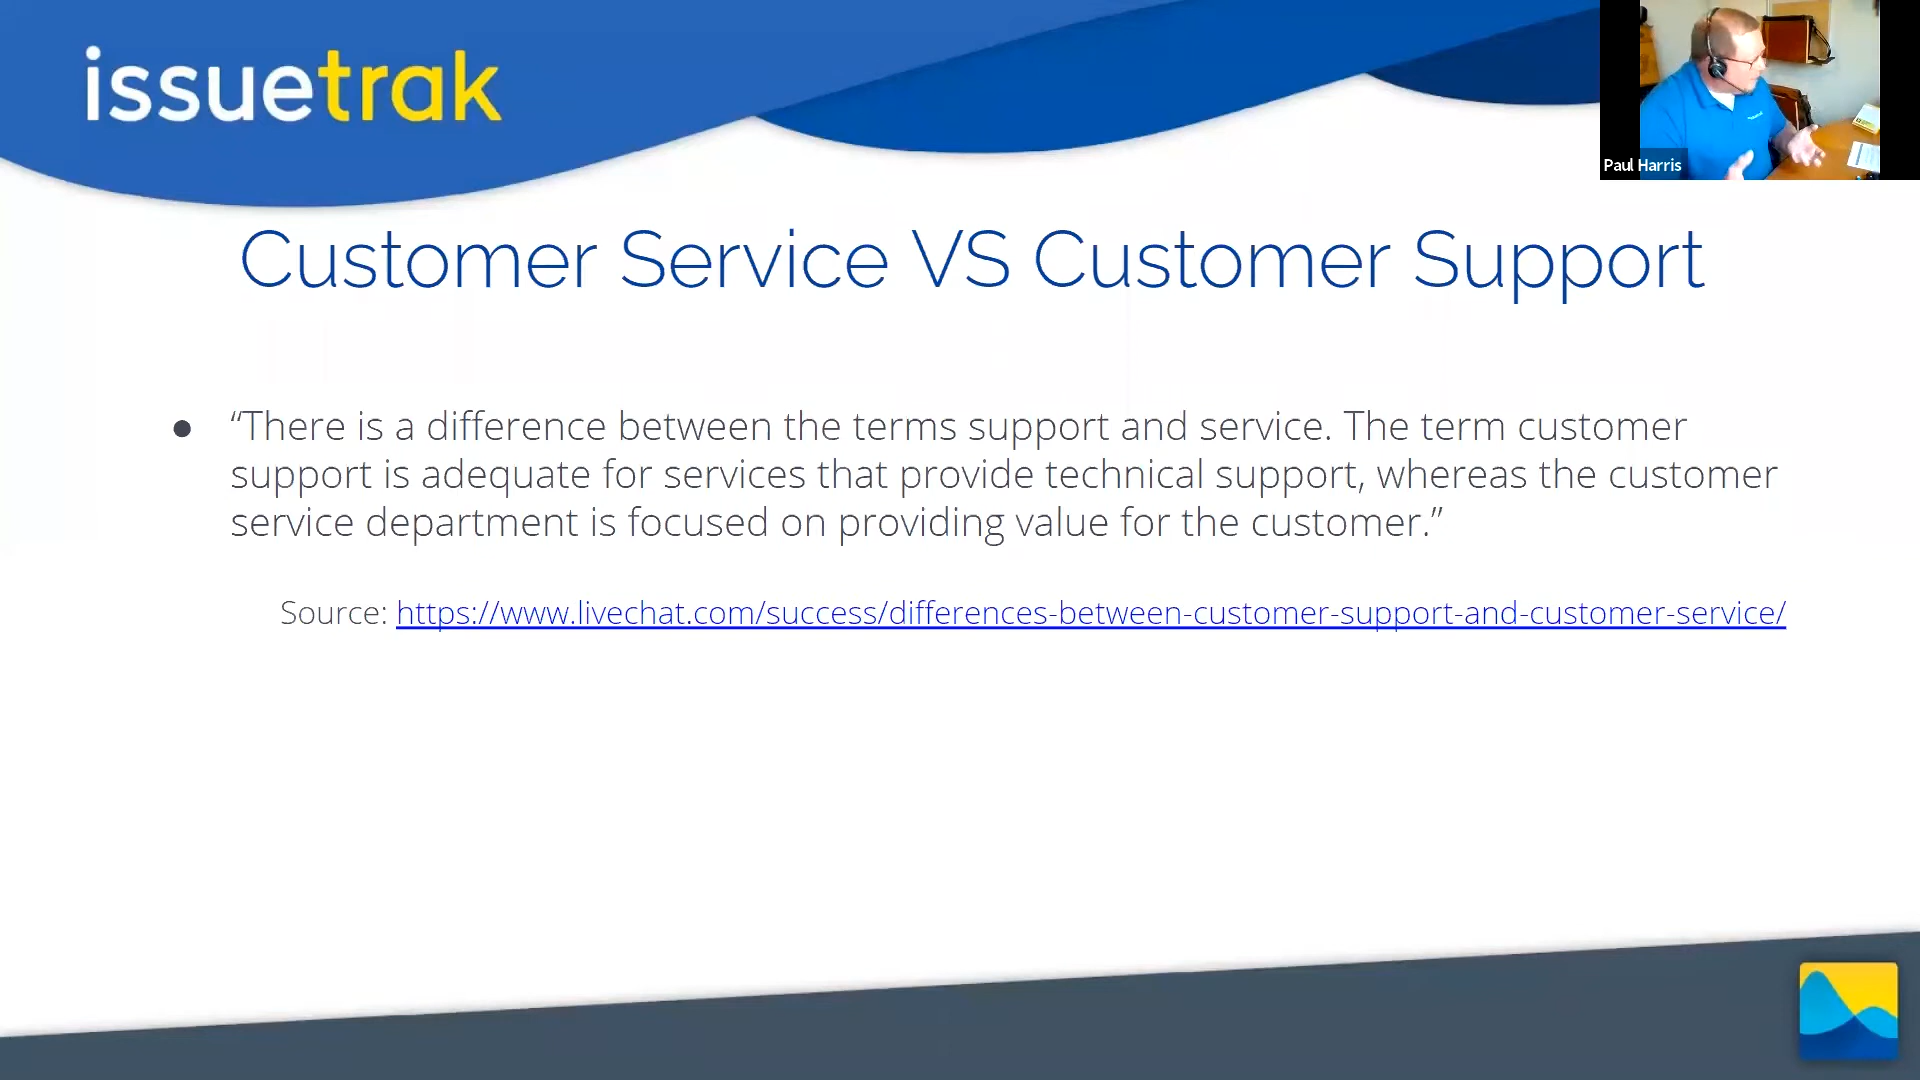 issuetrak
Paul Harris
Customer Service VS Customer Support
● “There is a difference between the terms support and service. The term customer
support is adequate for services that provide technical support, whereas the customer
service department is focused on providing value for the customer.”
Source: https://www.livechat.com/success/differences-between-customer-support-and-customer-service/